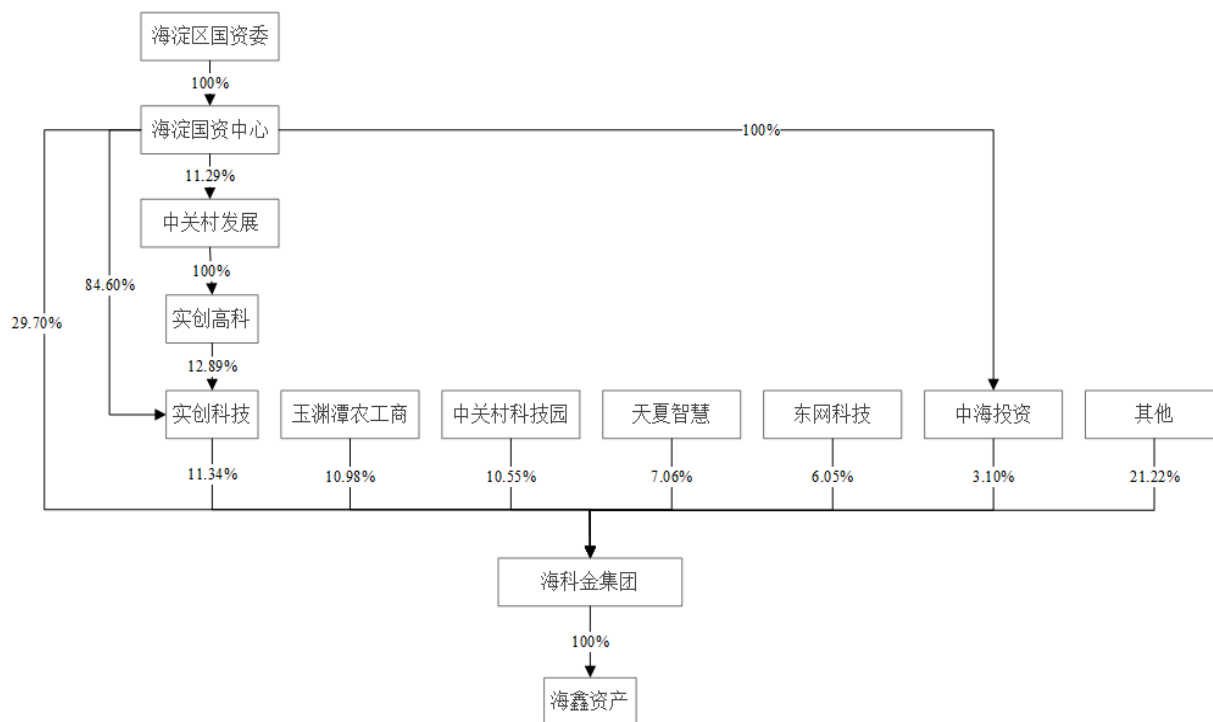 海淀区国资委
100%
海淀国资中心
100%
11.29%
中关村发展
100%
84.60%
实创高科
29.70%
12.89%
实创科技
玉渊潭农工商
中关村科技园
天夏智慧
东网科技
中海投资
其他
11.34%
10.98%
10.55%
7.06%
6.05%
3.10%
21.22%
海科金集团
100%
海鑫资产